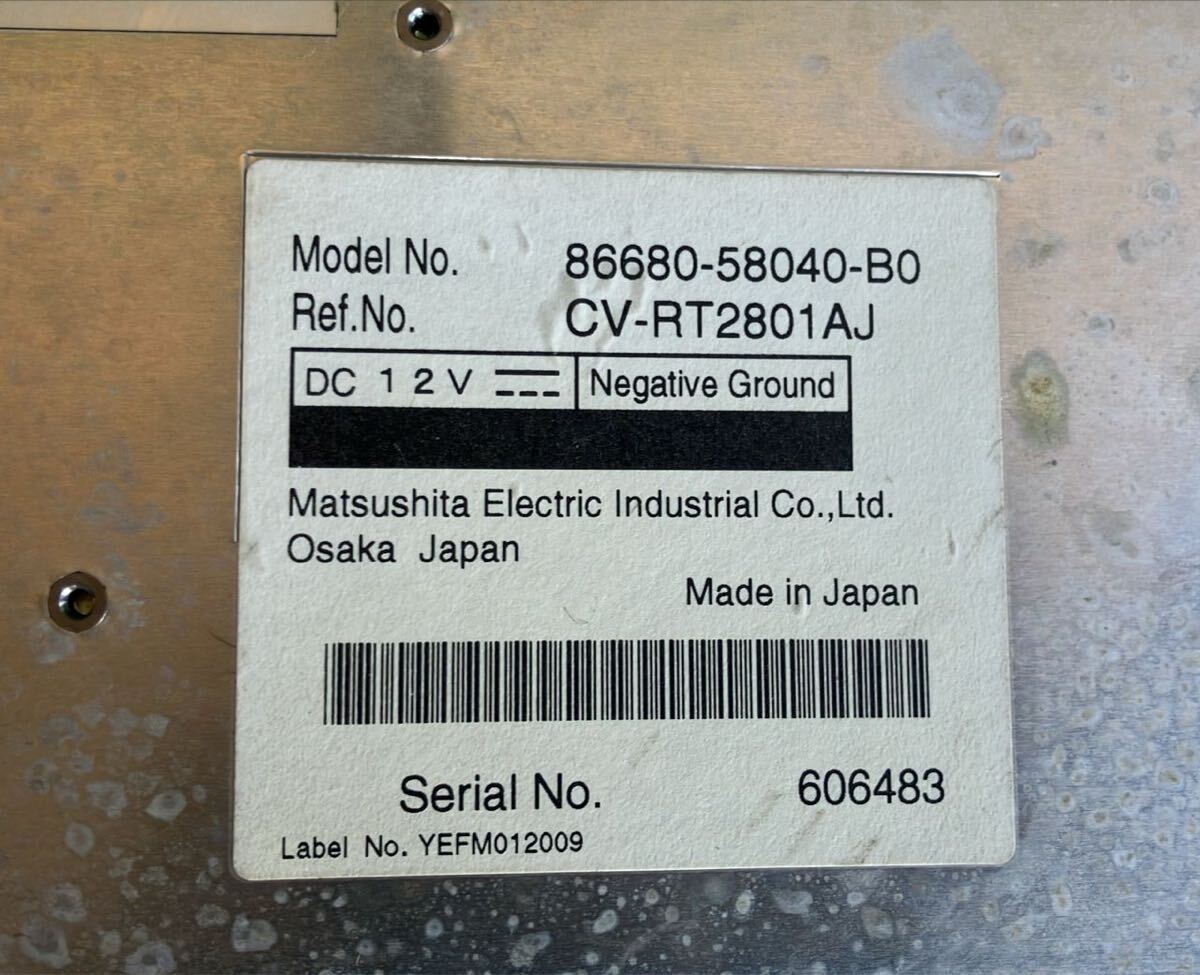 Model No. 86680-58040-B0
Ref.No. CV-RT2801AJ
DC 12V Negative Ground
Matsushita Electric Industrial Co.,Ltd.
Osaka Japan
Made in Japan
Serial No. 606483
Label No. YEFM012009